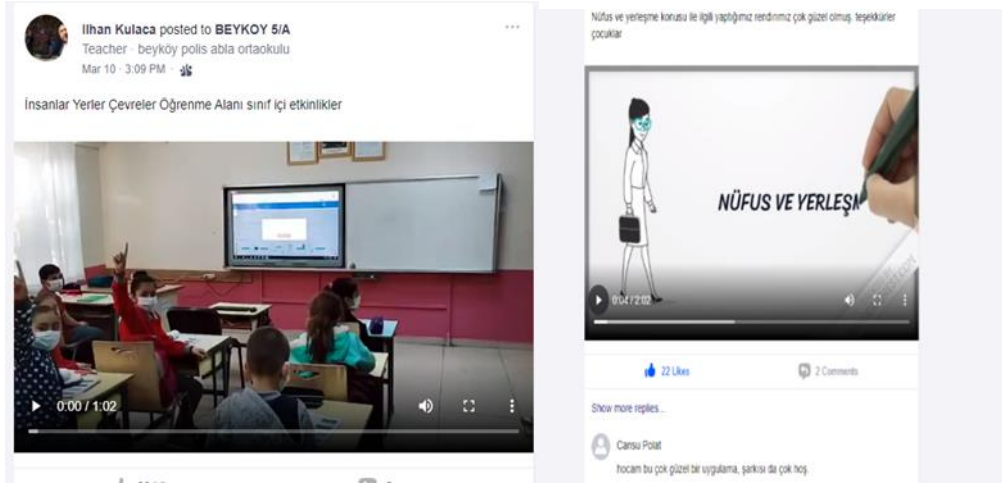 Ilhan Kulaca posted to BEYKOY 5/A
Teacher · beyköy polis abla ortaokulu
Mar 10 · 3:09 PM ·
İnsanlar Yerler Çevreler Öğrenme Alanı sınıf içi etkinlikler
0:00 / 1:02
Nüfus ve yerleşme konusu ile ilgili yaptığımız rendirımız çok güzel olmuş. teşekkürler
çocuklar
NÜFUS VE YERLEŞM
0:04 / 2:02
22 Likes
2 Comments
Show more replies...
Cansu Polat
hocam bu çok güzel bir uygulama, şarkısı da çok hoş.